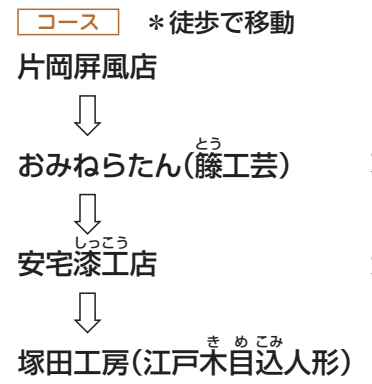 コース ＊徒歩で移動
片岡屏風店
⇩
おみねらたん(籐工芸)
とう
⇩
安宅漆工店
しっこう
⇩
塚田工房(江戸木目込人形)
き め こみ